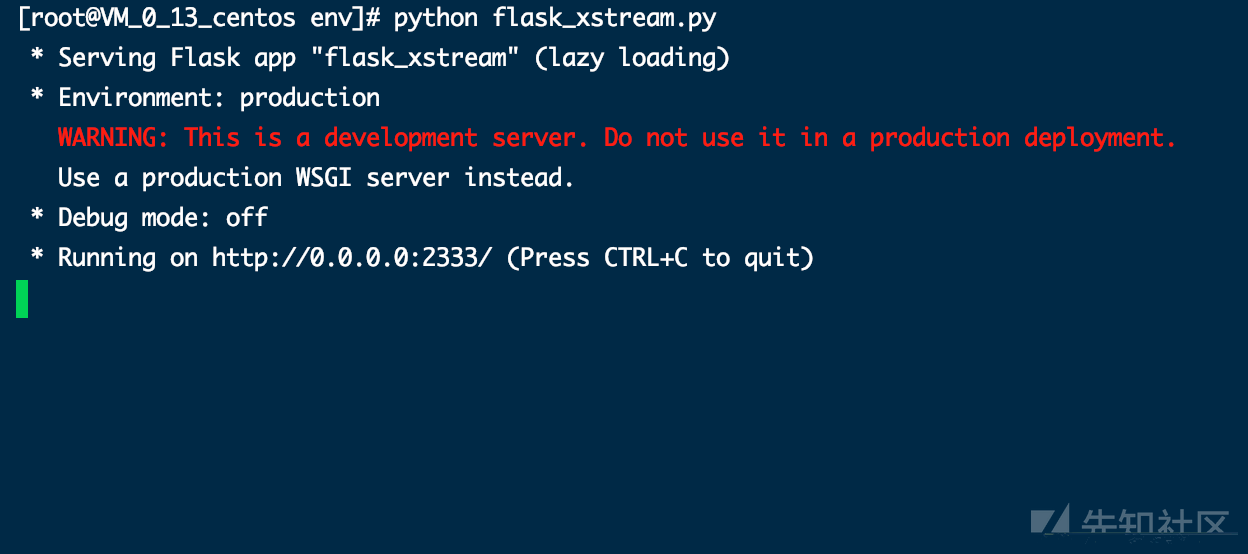 [root@VM_0_13_centos env]# python flask_xstream.py
* Serving Flask app "flask_xstream" (lazy loading)
* Environment: production
WARNING: This is a development server. Do not use it in a production deployment.
Use a production WSGI server instead.
* Debug mode: off
* Running on http://0.0.0.0:2333/ (Press CTRL+C to quit)
先知社区